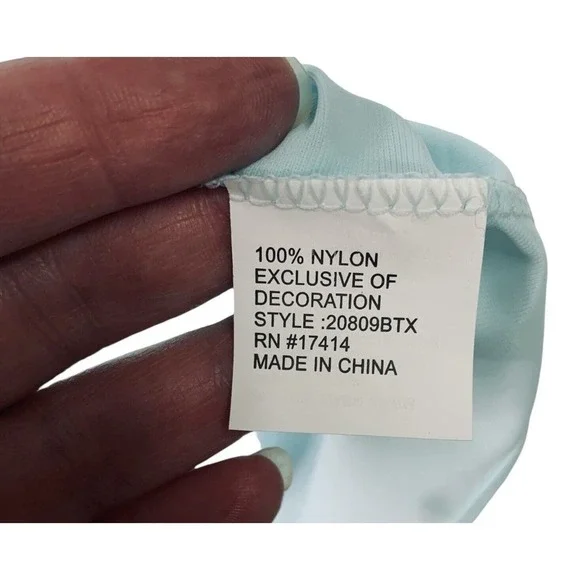 100% NYLON
EXCLUSIVE OF
DECORATION
STYLE :20809BTX
RN #17414
MADE IN CHINA